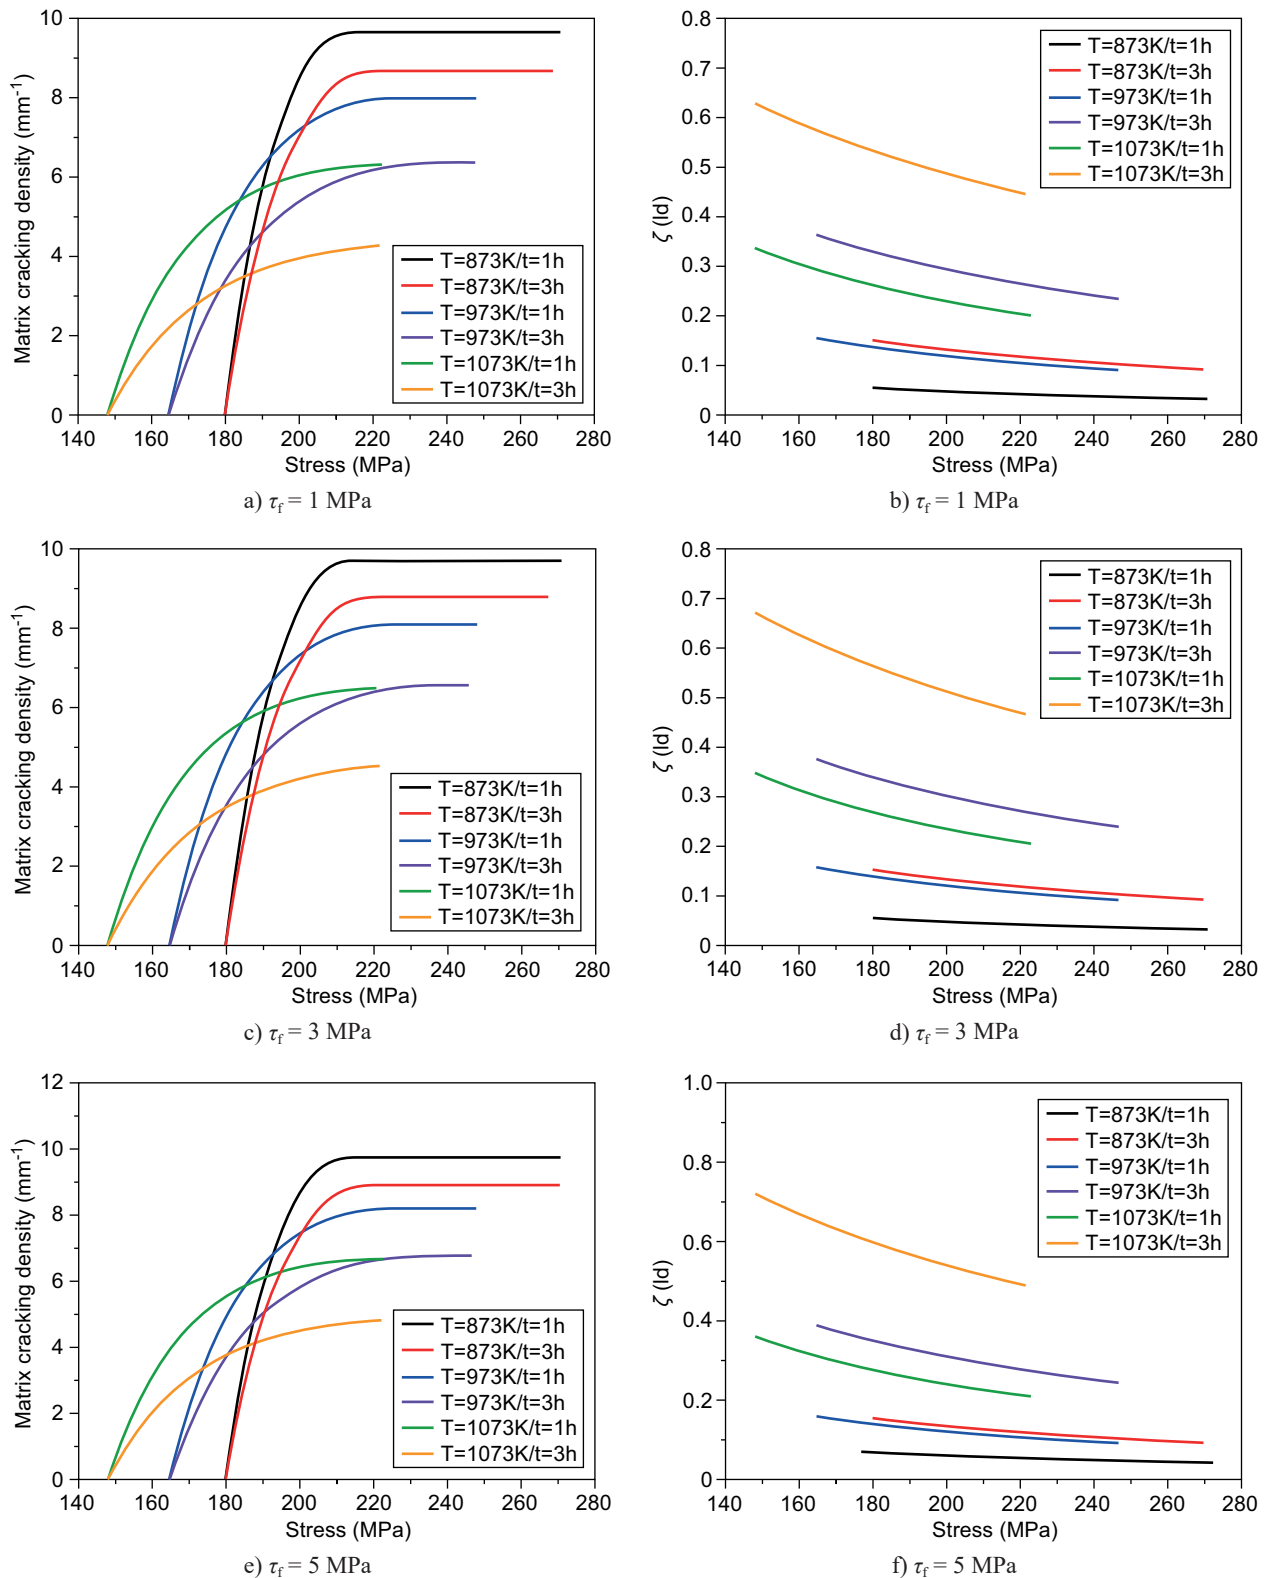 Matrix cracking density (mm⁻¹)
10
8
6
4
2
0
140 160 180 200 220 240 260 280
Stress (MPa)
T=873K/t=1h
T=873K/t=3h
T=973K/t=1h
T=973K/t=3h
T=1073K/t=1h
T=1073K/t=3h
a) τf = 1 MPa
ζ (ld)
0.8
0.7
0.6
0.5
0.4
0.3
0.2
0.1
0
140 160 180 200 220 240 260 280
Stress (MPa)
T=873K/t=1h
T=873K/t=3h
T=973K/t=1h
T=973K/t=3h
T=1073K/t=1h
T=1073K/t=3h
b) τf = 1 MPa
Matrix cracking density (mm⁻¹)
10
8
6
4
2
0
140 160 180 200 220 240 260 280
Stress (MPa)
T=873K/t=1h
T=873K/t=3h
T=973K/t=1h
T=973K/t=3h
T=1073K/t=1h
T=1073K/t=3h
c) τf = 3 MPa
ζ (ld)
0.8
0.7
0.6
0.5
0.4
0.3
0.2
0.1
0
140 160 180 200 220 240 260 280
Stress (MPa)
T=873K/t=1h
T=873K/t=3h
T=973K/t=1h
T=973K/t=3h
T=1073K/t=1h
T=1073K/t=3h
d) τf = 3 MPa
Matrix cracking density (mm⁻¹)
12
10
8
6
4
2
0
140 160 180 200 220 240 260 280
Stress (MPa)
T=873K/t=1h
T=873K/t=3h
T=973K/t=1h
T=973K/t=3h
T=1073K/t=1h
T=1073K/t=3h
e) τf = 5 MPa
ζ (ld)
1.0
0.8
0.6
0.4
0.2
0
140 160 180 200 220 240 260 280
Stress (MPa)
T=873K/t=1h
T=873K/t=3h
T=973K/t=1h
T=973K/t=3h
T=1073K/t=1h
T=1073K/t=3h
f) τf = 5 MPa